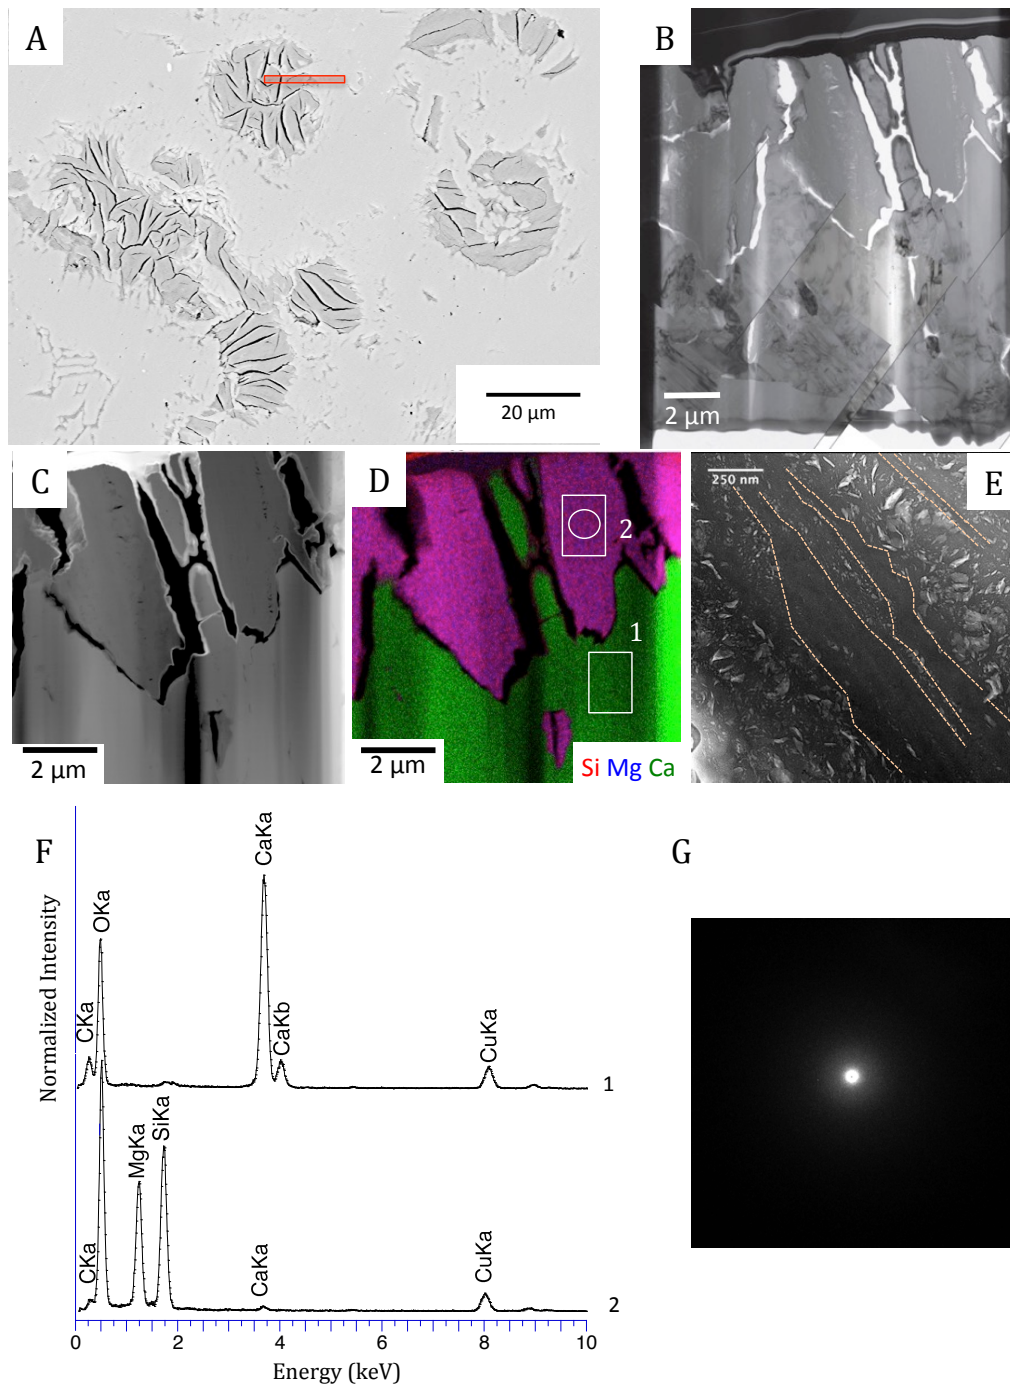 A
B
20 µm
2 µm
C
D
E
250 nm
2
1
2 µm
2 µm
Si Mg Ca
F
G
Normalized Intensity
CKa
OKa
CaKa
CaKb
CuKa
1
CKa
MgKa
SiKa
CaKa
CuKa
2
0 2 4 6 8 10
Energy (keV)